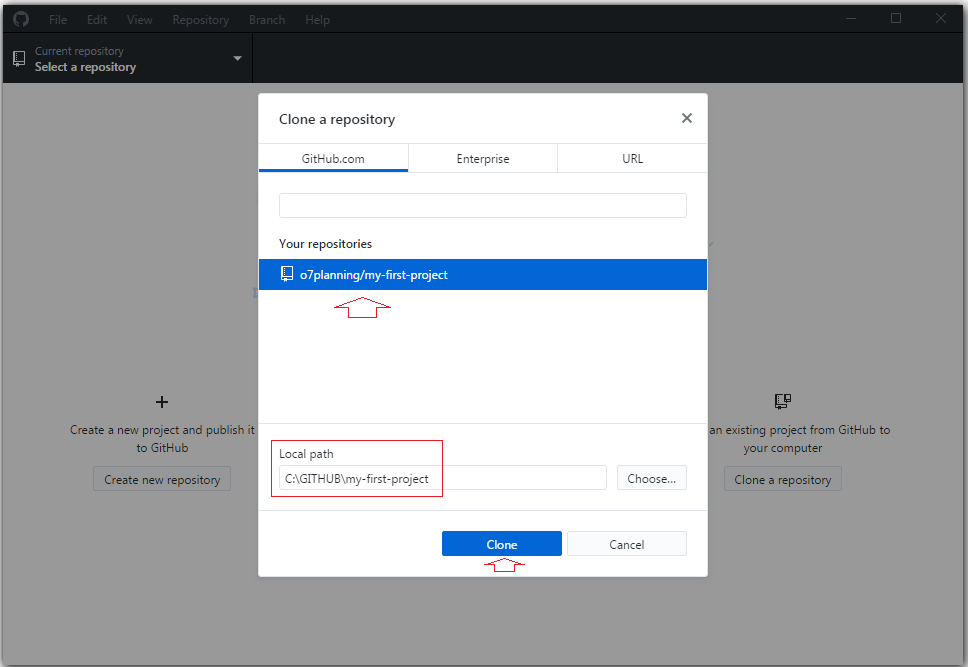 File Edit View Repository Branch Help
Current repository
Select a repository
Clone a repository
GitHub.com Enterprise URL
Your repositories
o7planning/my-first-project
Create a new project and publish it
to GitHub
Create new repository
an existing project from GitHub to
your computer
Clone a repository
Local path
C:\GITHUB\my-first-project
Choose...
Clone
Cancel